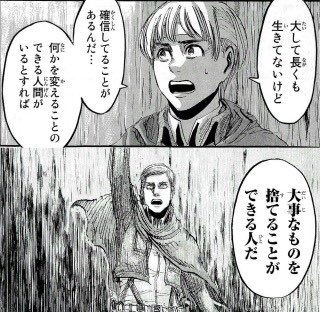 大して長くも
生きてないけど
確信してることが
あるんだ…
何かを変えることの
できる人間が
いるとすれば
大事なものを
捨てることが
できる人だ